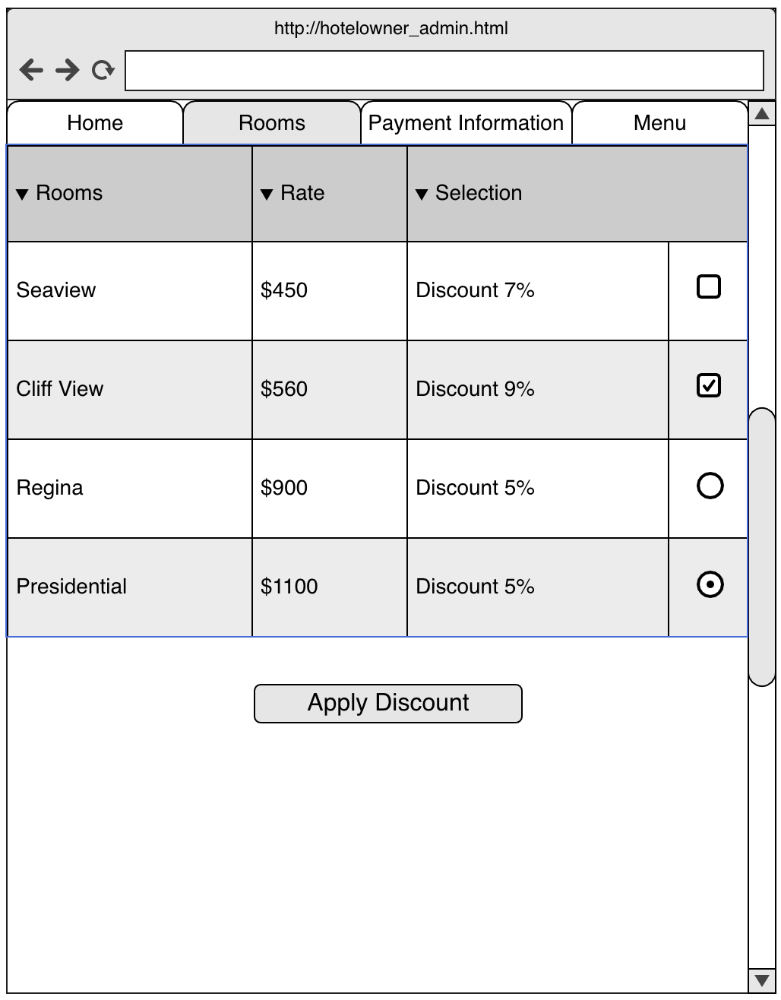 http://hotelowner_admin.html
Home Rooms Payment Information Menu
Rooms Rate Selection
Seaview $450 Discount 7%
Cliff View $560 Discount 9%
Regina $900 Discount 5%
Presidential $1100 Discount 5%
Apply Discount